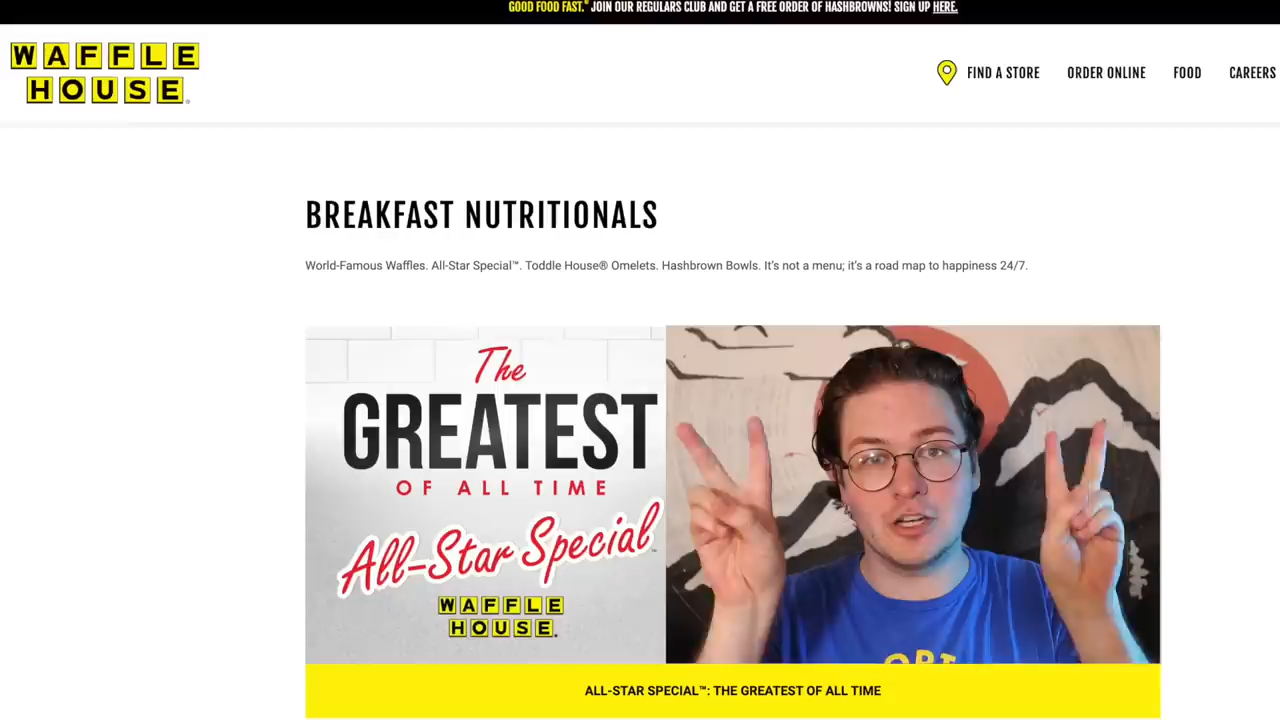 GOOD FOOD FAST.® JOIN OUR REGULARS CLUB AND GET A FREE ORDER OF HASHBROWNS! SIGN UP HERE.
WAFFLE
HOUSE®
FIND A STORE
ORDER ONLINE
FOOD
CAREERS
BREAKFAST NUTRITIONALS
World-Famous Waffles. All-Star Special™. Toddle House® Omelets. Hashbrown Bowls. It's not a menu; it's a road map to happiness 24/7.
The
GREATEST
OF ALL TIME
All-Star Special™
WAFFLE
HOUSE®
ALL-STAR SPECIAL™: THE GREATEST OF ALL TIME